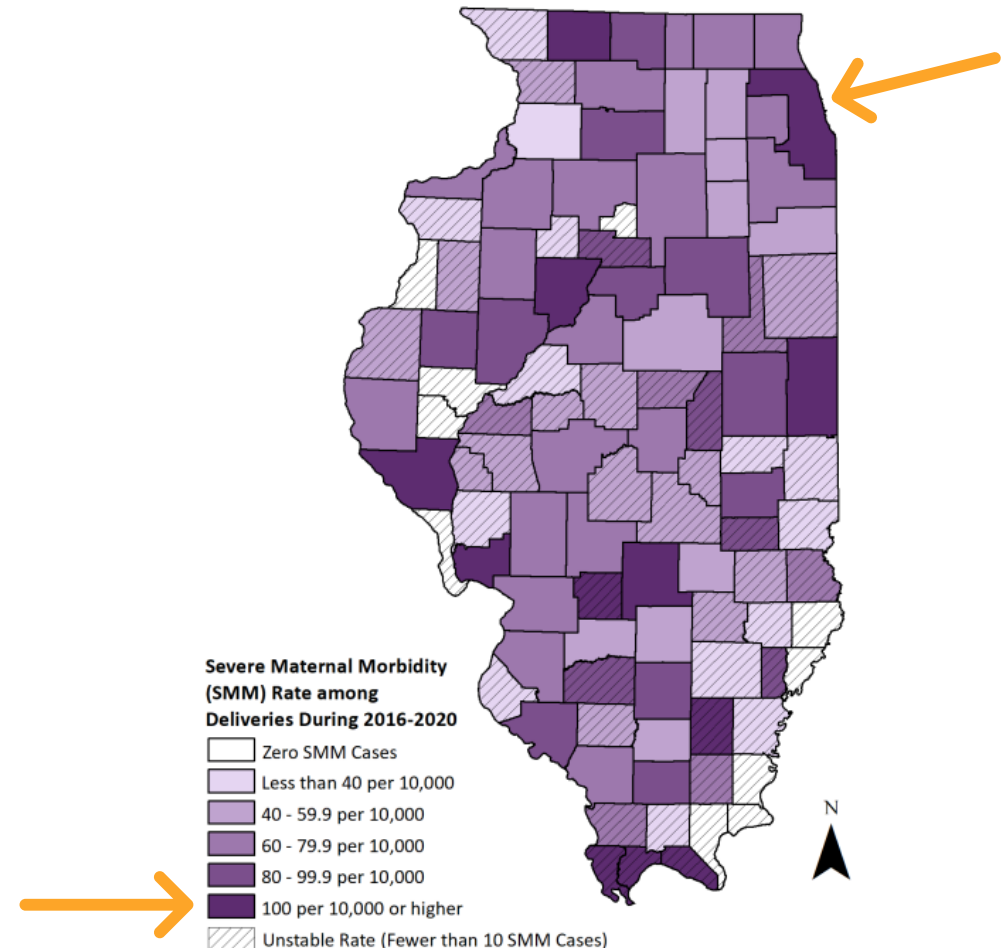 Severe Maternal Morbidity
(SMM) Rate among
Deliveries During 2016-2020
Zero SMM Cases
Less than 40 per 10,000
40 - 59.9 per 10,000
60 - 79.9 per 10,000
80 - 99.9 per 10,000
100 per 10,000 or higher
Unstable Rate (Fewer than 10 SMM Cases)
N